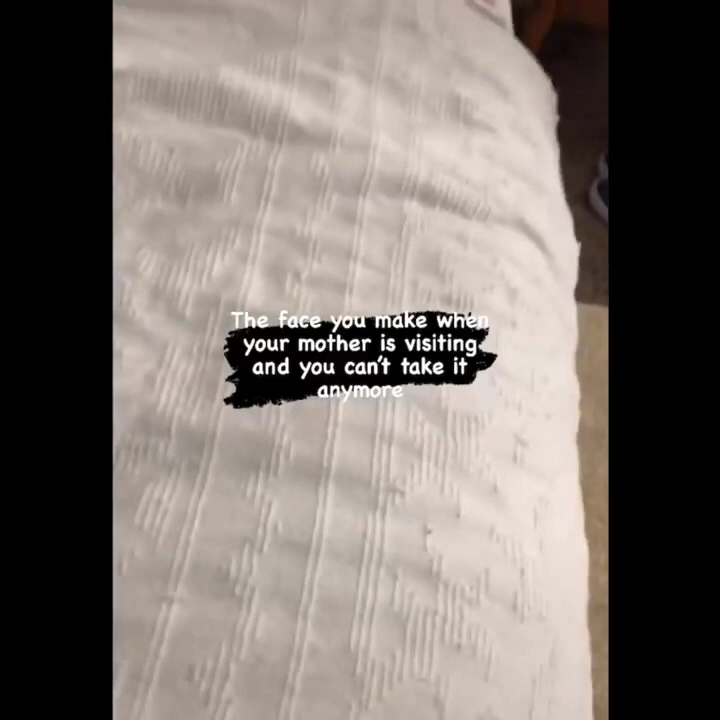 The face you make when
your mother is visiting
and you can't take it
anymore